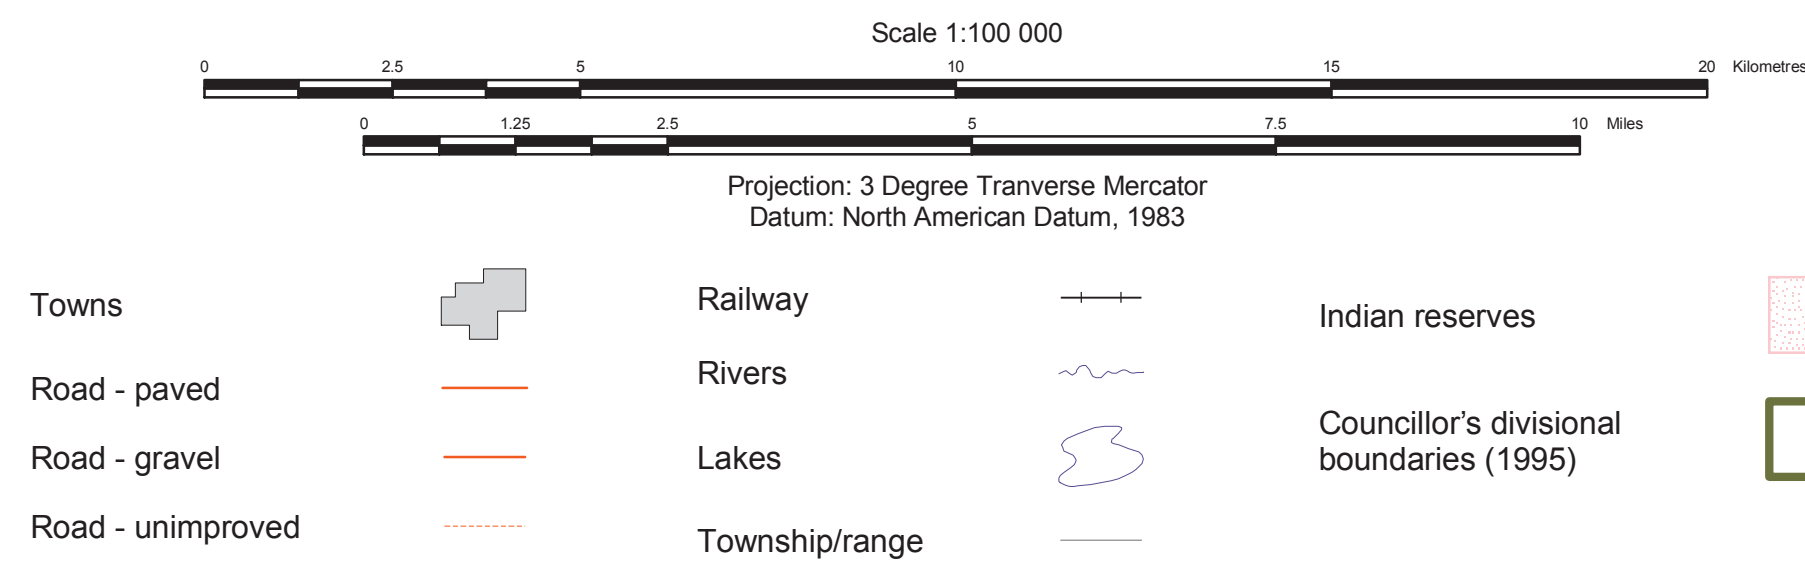 Scale 1:100 000
0 2.5 5 10 15 20 Kilometres
0 1.25 2.5 5 7.5 10 Miles
Projection: 3 Degree Tranverse Mercator
Datum: North American Datum, 1983
Towns
Road - paved
Road - gravel
Road - unimproved
Railway
Rivers
Lakes
Township/range
Indian reserves
Councillor’s divisional
boundaries (1995)